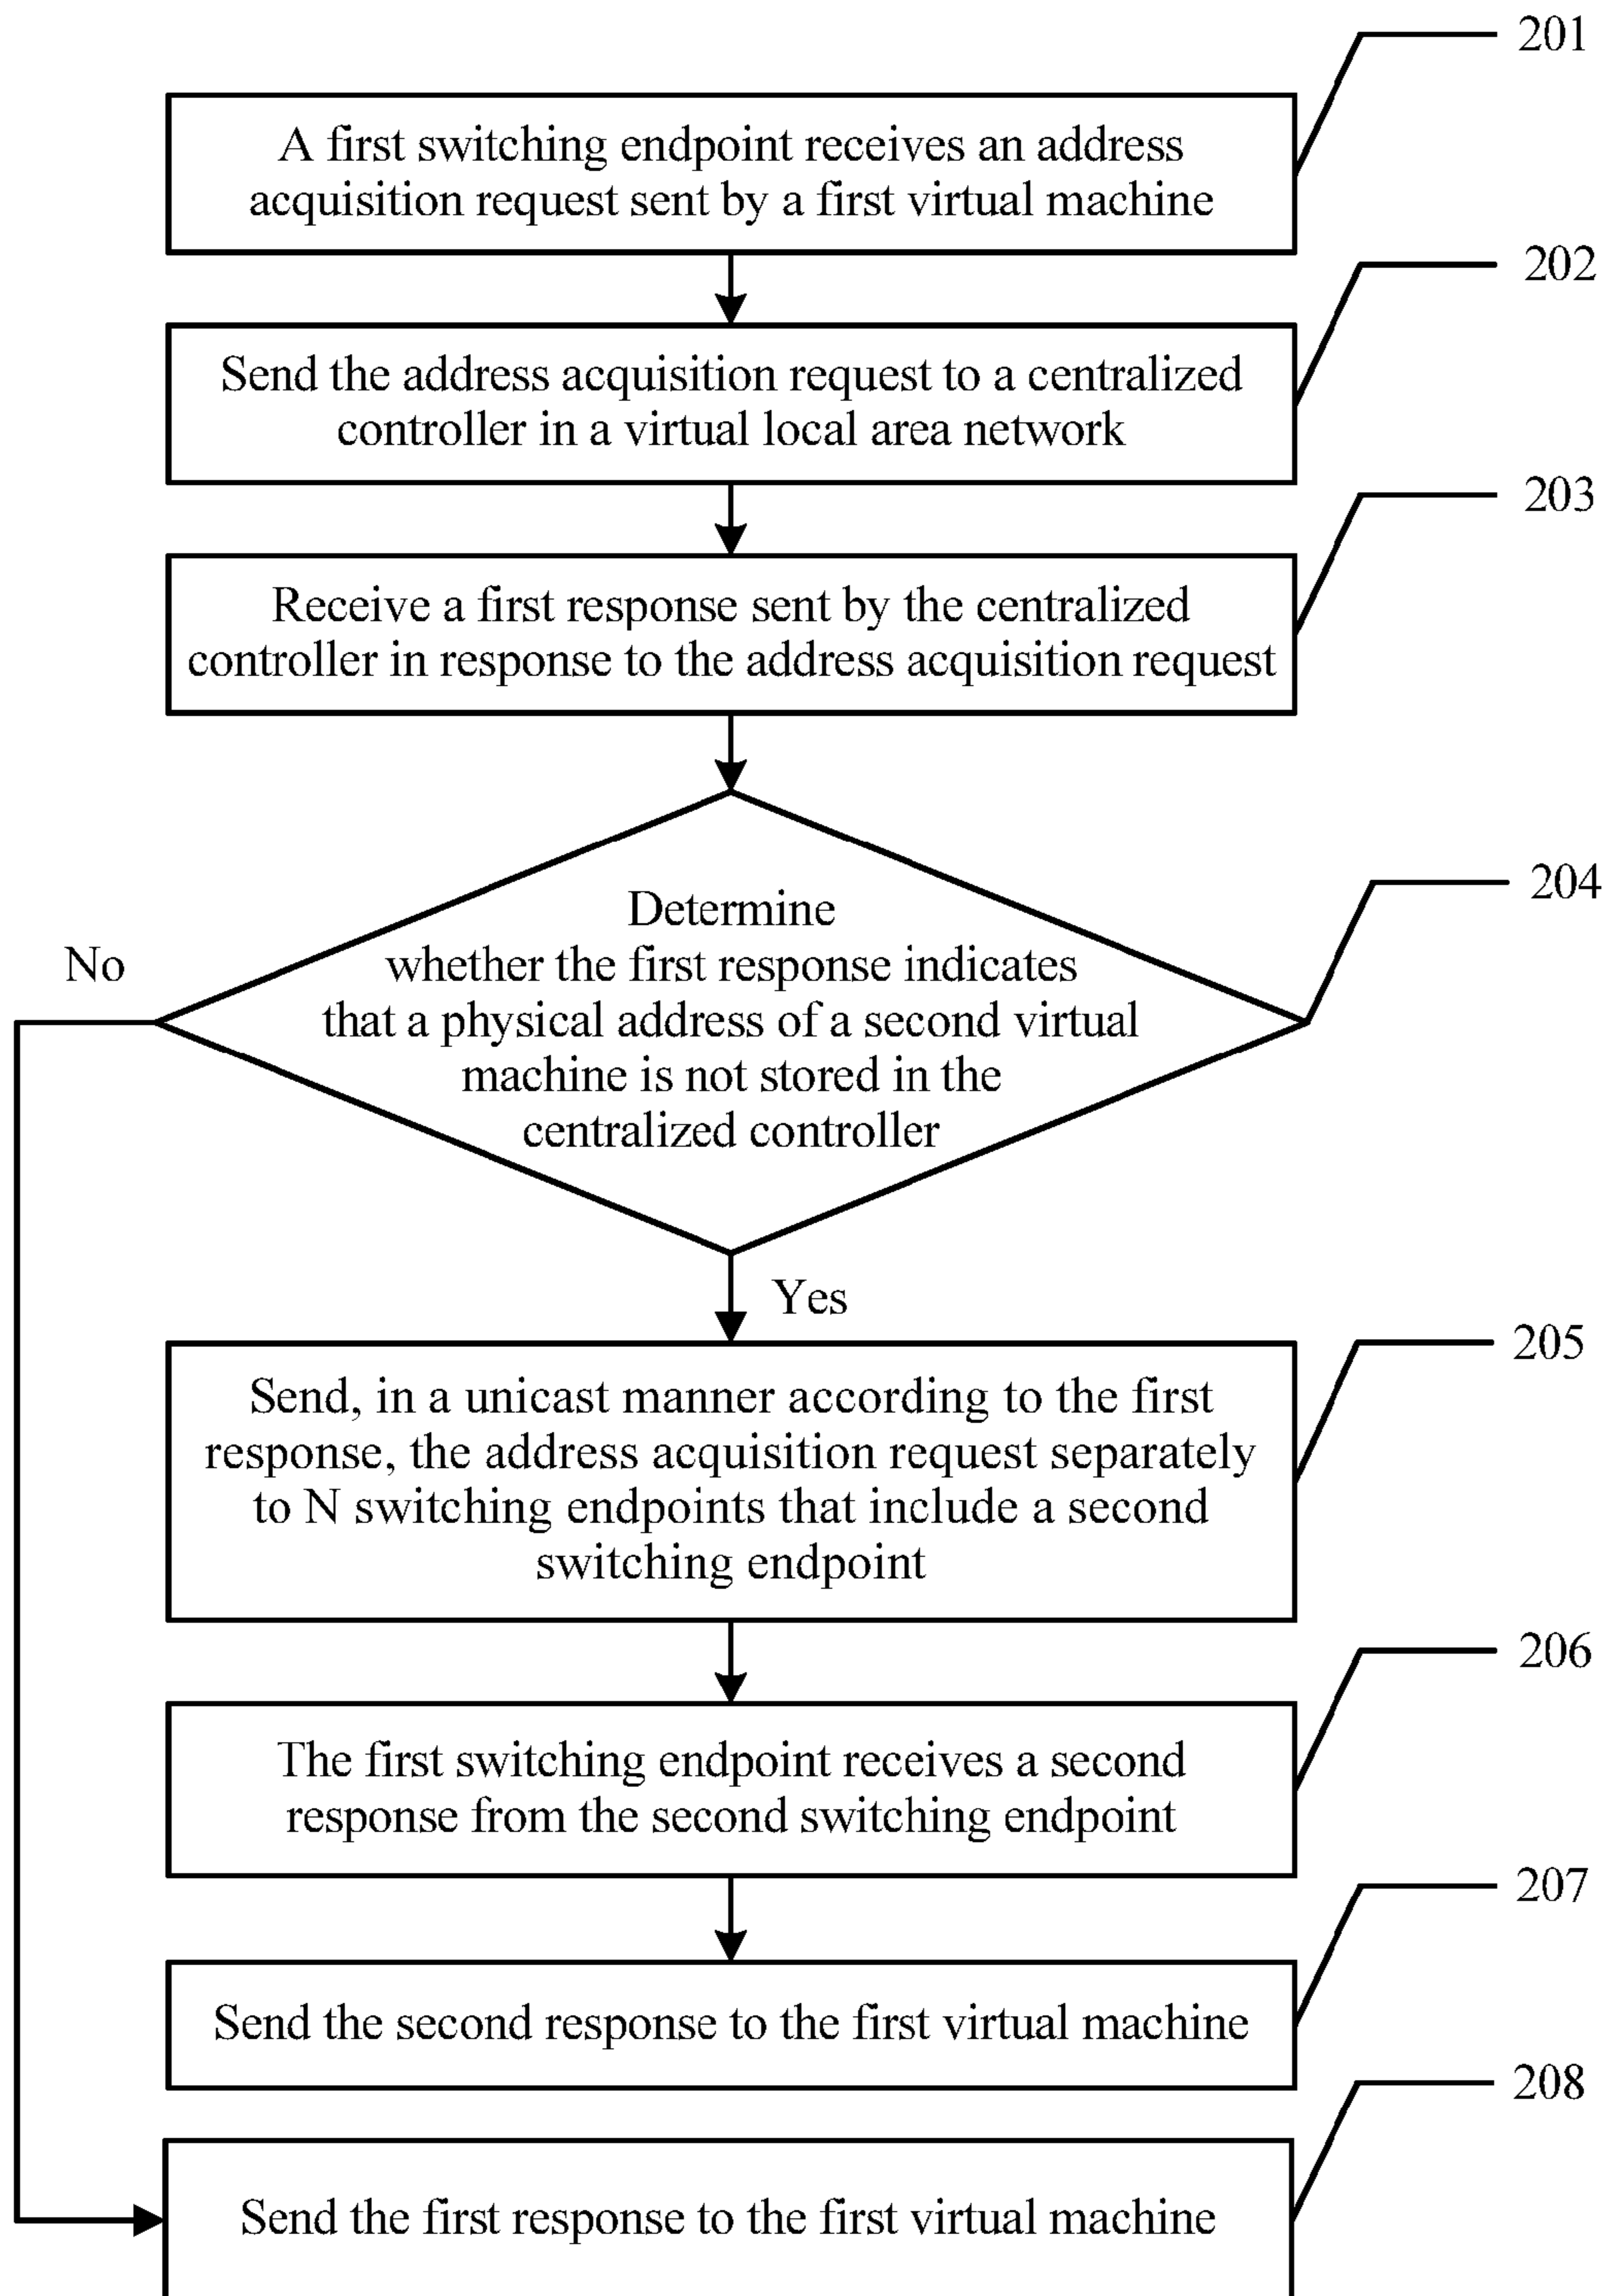 201
A first switching endpoint receives an address
acquisition request sent by a first virtual machine
202
Send the address acquisition request to a centralized
controller in a virtual local area network
203
Receive a first response sent by the centralized
controller in response to the address acquisition request
204
Determine
whether the first response indicates
that a physical address of a second virtual
machine is not stored in the
centralized controller
No
Yes
205
Send, in a unicast manner according to the first
response, the address acquisition request separately
to N switching endpoints that include a second
switching endpoint
206
The first switching endpoint receives a second
response from the second switching endpoint
207
Send the second response to the first virtual machine
208
Send the first response to the first virtual machine